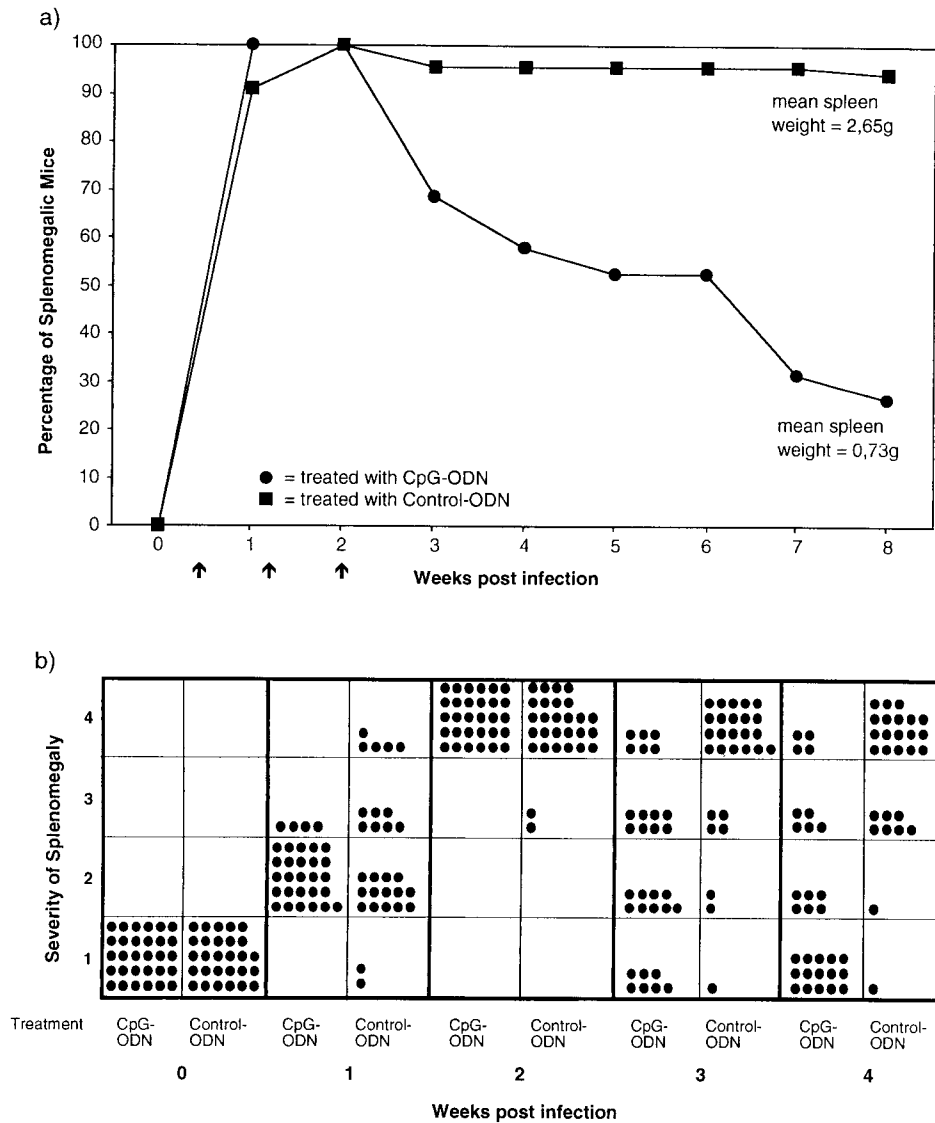 a)
100
90
80
70
60
50
40
30
20
10
0
Percentage of Splenomegalic Mice
mean spleen
weight = 2,65g
mean spleen
weight = 0,73g
= treated with CpG-ODN
= treated with Control-ODN
0 1 2 3 4 5 6 7 8
Weeks post infection
b)
Severity of Splenomegaly
4
3
2
1
Treatment CpG- Control- CpG- Control- CpG- Control- CpG- Control- CpG- Control-
ODN ODN ODN ODN ODN ODN ODN ODN ODN ODN
0 1 2 3 4
Weeks post infection